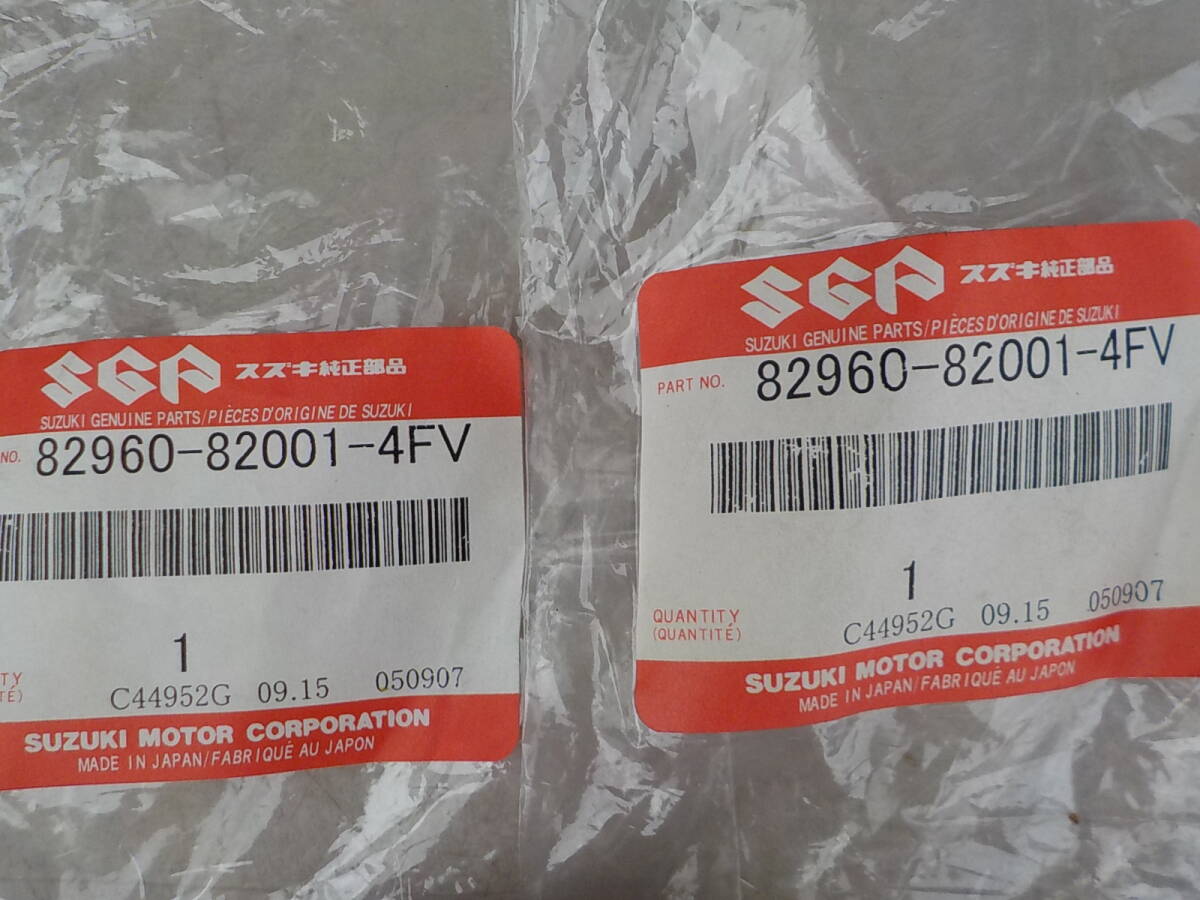 SGP スズキ純正部品
SUZUKI GENUINE PARTS/PIÈCES D'ORIGINE DE SUZUKI
NO. 82960-82001-4FV
1
TY
TÉ)
C44952G 09.15 050907
SUZUKI MOTOR CORPORATION
MADE IN JAPAN/FABRIQUÉ AU JAPON
SGP スズキ純正部品
SUZUKI GENUINE PARTS/PIÈCES D'ORIGINE DE SUZUKI
PART NO. 82960-82001-4FV
1
QUANTITY
(QUANTITÉ)
C44952G 09.15 050907
SUZUKI MOTOR CORPORATION
MADE IN JAPAN/FABRIQUÉ AU JAPON